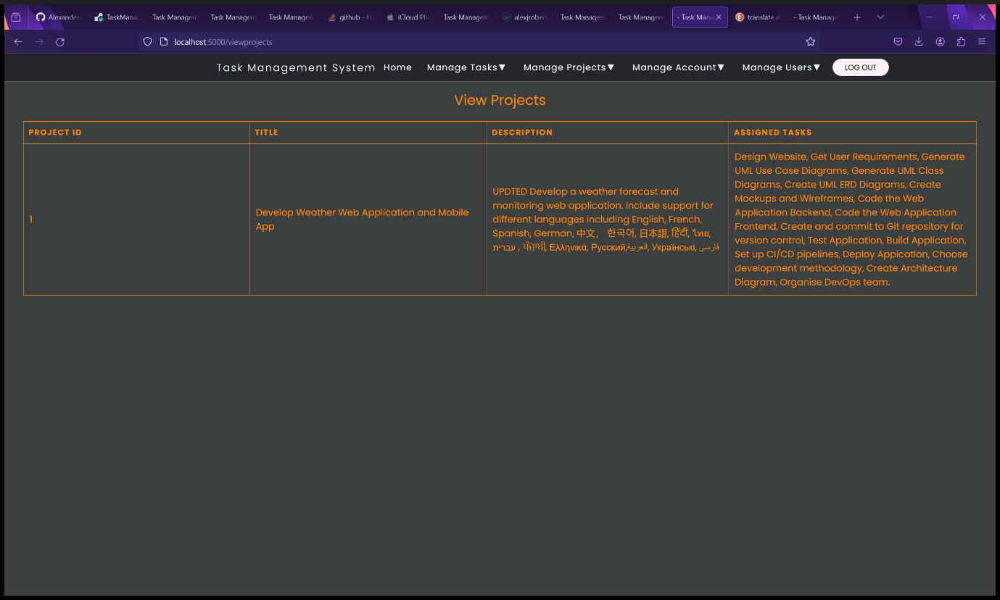 Alexander
TaskMana
Task Managem
Task Managem
Task Managem
github - H
iCloud Pho
Task Managem
alexjrobert
Task Managem
Task Managem
- Task Mana
translate a
- Task Manage
localhost:5000/viewprojects
Task Management System Home Manage Tasks▼ Manage Projects▼ Manage Account▼ Manage Users▼ LOG OUT
View Projects
PROJECT ID
TITLE
DESCRIPTION
ASSIGNED TASKS
1
Develop Weather Web Application and Mobile
App
UPDTED Develop a weather forecast and
monitoring web application. Include support for
different languages including English, French,
Spanish, German, 中文, 한국어, 日本語, हिंदी, ไทย,
עברית , ਪੰਜਾਬੀ, Ελληνικά, Русский,العربية, Українські, فارسی
Design Website, Get User Requirements, Generate
UML Use Case Diagrams, Generate UML Class
Diagrams, Create UML ERD Diagrams, Create
Mockups and Wireframes, Code the Web
Application Backend, Code the Web Application
Frontend, Create and commit to Git repository for
version control, Test Application, Build Application,
Set up CI/CD pipelines, Deploy Appication, Choose
development methodology, Create Architecture
Diagram, Organise DevOps team.